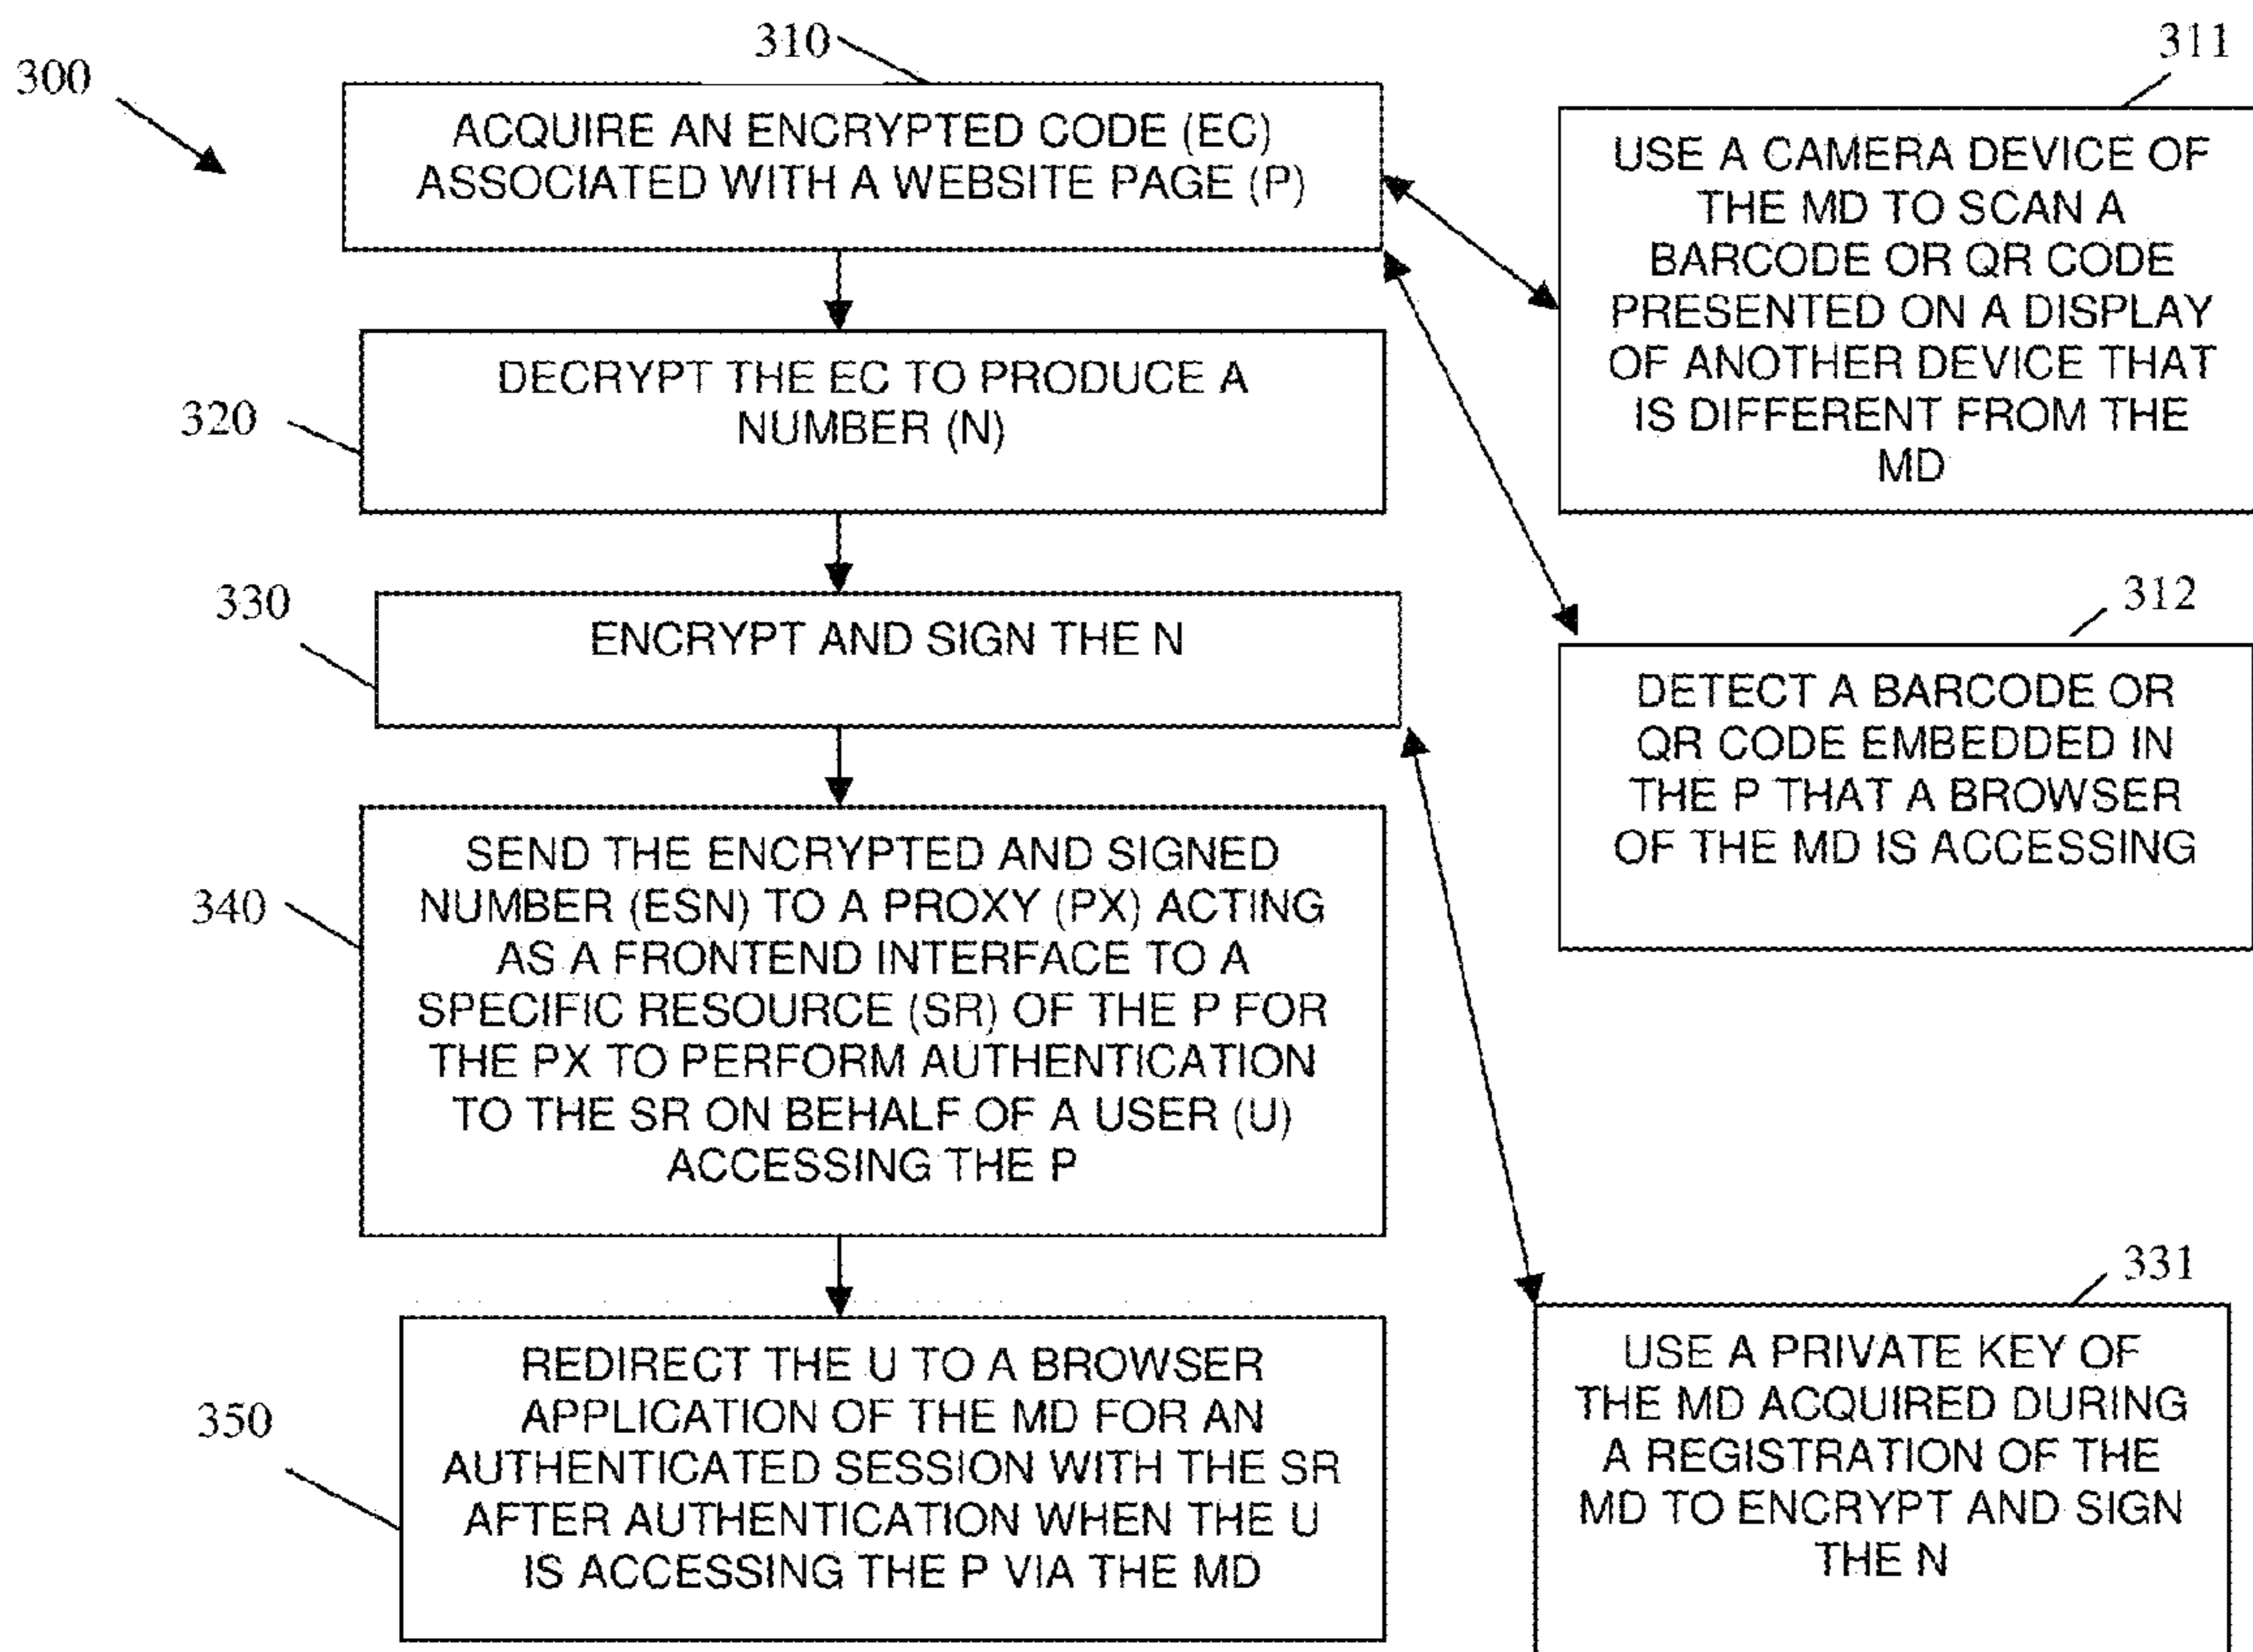 300
310
ACQUIRE AN ENCRYPTED CODE (EC)
ASSOCIATED WITH A WEBSITE PAGE (P)
311
USE A CAMERA DEVICE OF
THE MD TO SCAN A
BARCODE OR QR CODE
PRESENTED ON A DISPLAY
OF ANOTHER DEVICE THAT
IS DIFFERENT FROM THE
MD
320
DECRYPT THE EC TO PRODUCE A
NUMBER (N)
312
DETECT A BARCODE OR
QR CODE EMBEDDED IN
THE P THAT A BROWSER
OF THE MD IS ACCESSING
330
ENCRYPT AND SIGN THE N
331
USE A PRIVATE KEY OF
THE MD ACQUIRED DURING
A REGISTRATION OF THE
MD TO ENCRYPT AND SIGN
THE N
340
SEND THE ENCRYPTED AND SIGNED
NUMBER (ESN) TO A PROXY (PX) ACTING
AS A FRONTEND INTERFACE TO A
SPECIFIC RESOURCE (SR) OF THE P FOR
THE PX TO PERFORM AUTHENTICATION
TO THE SR ON BEHALF OF A USER (U)
ACCESSING THE P
350
REDIRECT THE U TO A BROWSER
APPLICATION OF THE MD FOR AN
AUTHENTICATED SESSION WITH THE SR
AFTER AUTHENTICATION WHEN THE U
IS ACCESSING THE P VIA THE MD